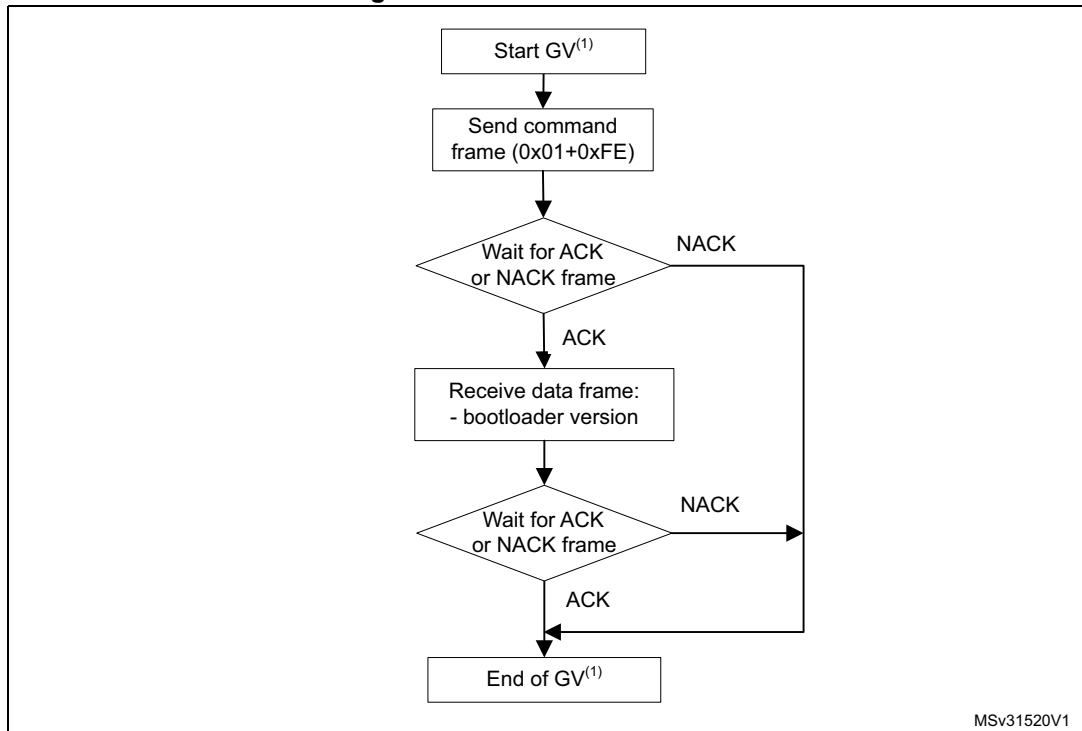 Start GV(1)
Send command
frame (0x01+0xFE)
Wait for ACK
or NACK frame
NACK
ACK
Receive data frame:
- bootloader version
Wait for ACK
or NACK frame
NACK
ACK
End of GV(1)
MSv31520V1